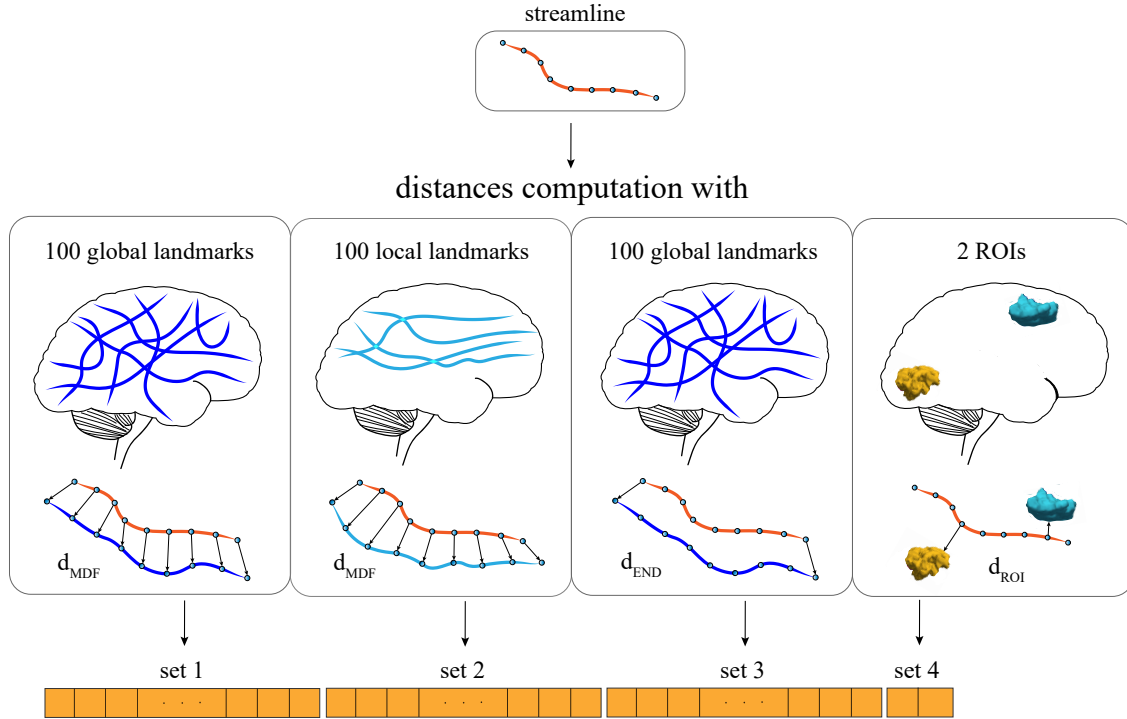 streamline
distances computation with
100 global landmarks
100 local landmarks
100 global landmarks
2 ROIs
dMDF
dMDF
dEND
dROI
set 1
set 2
set 3
set 4
. . .
. . .
. . .